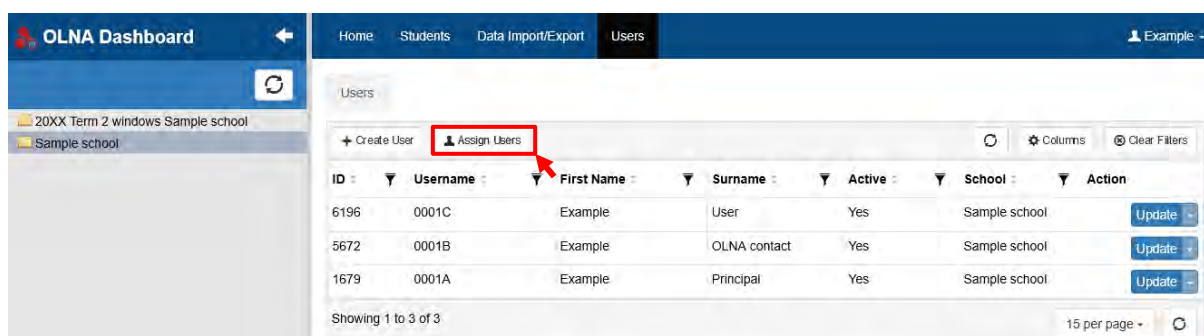 OLNA Dashboard
Home Students Data Import/Export Users Example
Users
20XX Term 2 windows Sample school
Sample school
Create User Assign Users Columns Clear Filters
ID Username First Name Surname Active School Action
6196 0001C Example User Yes Sample school Update
5672 0001B Example OLNA contact Yes Sample school Update
1679 0001A Example Principal Yes Sample school Update
Showing 1 to 3 of 3
15 per page